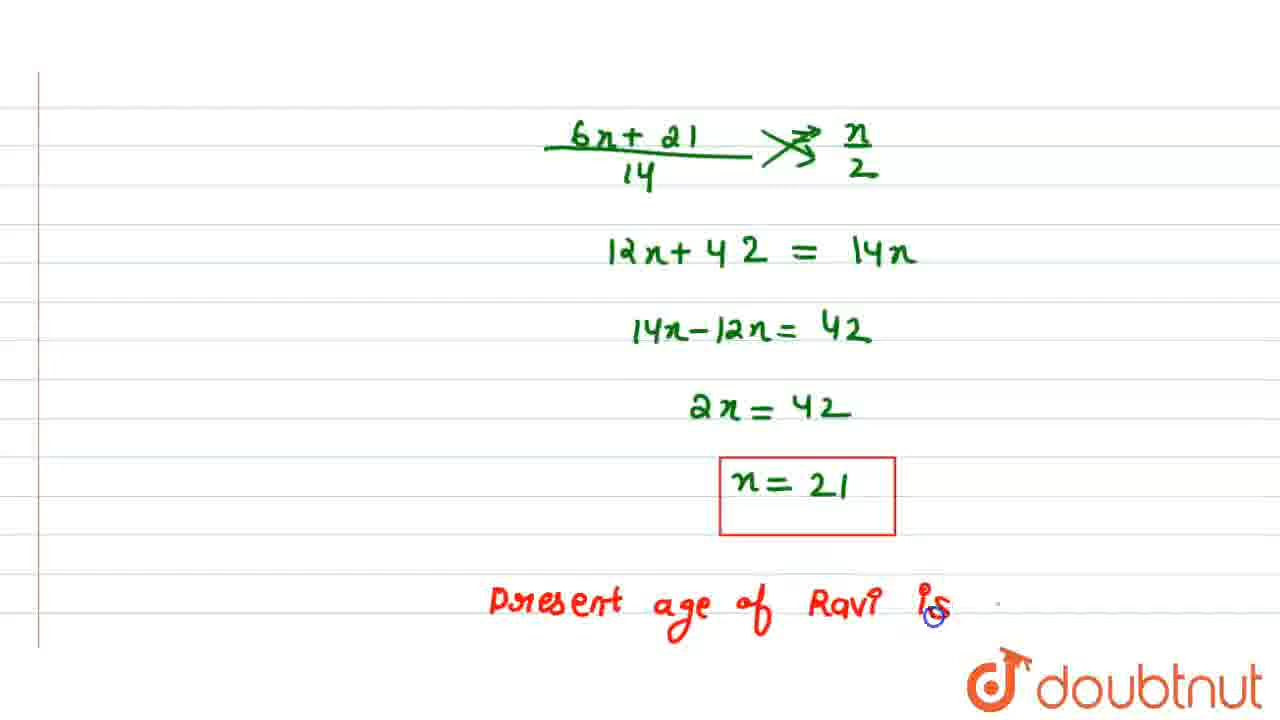 6x + 21 x
14 2
12x + 42 = 14x
14x - 12x = 42
2x = 42
x = 21
Present age of Ravi is
doubtnut